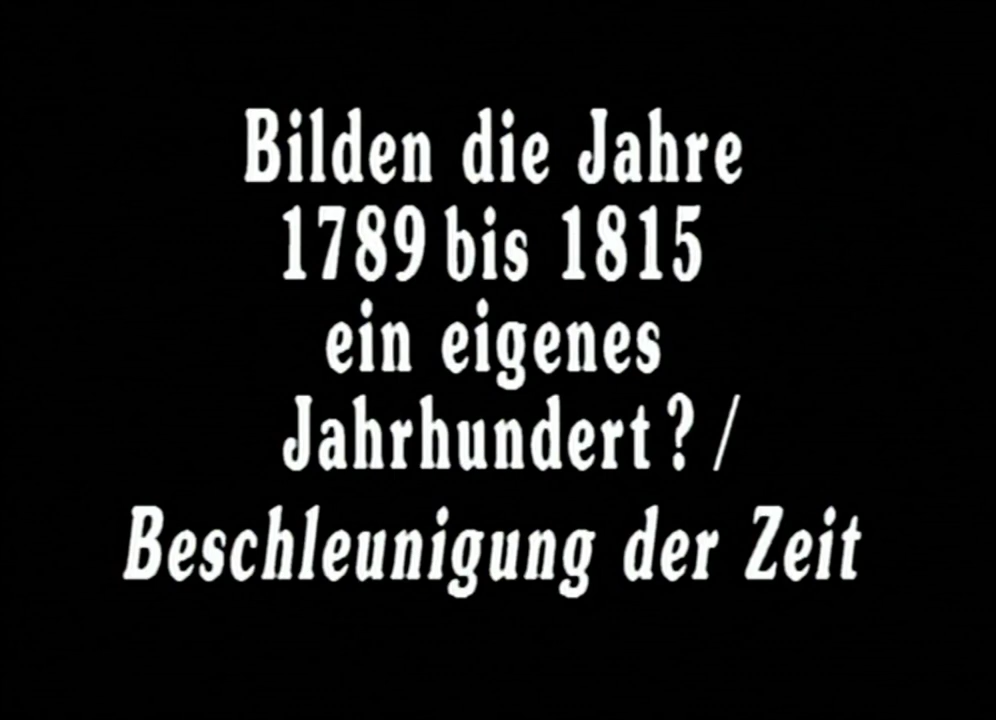 Bilden die Jahre
1789 bis 1815
ein eigenes
Jahrhundert? /
Beschleunigung der Zeit